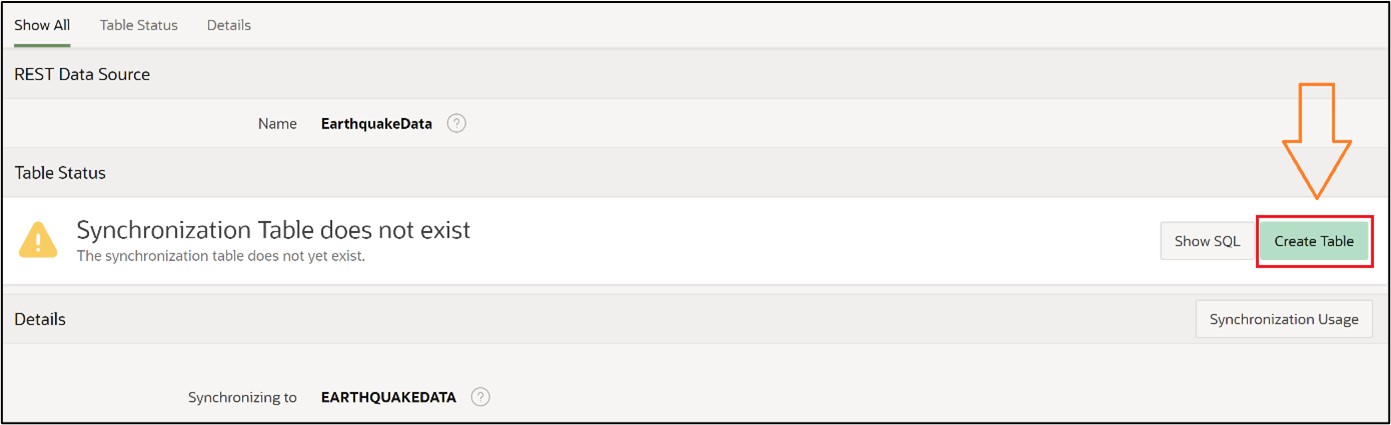 Show All Table Status Details
REST Data Source
Name EarthquakeData ?
Table Status
Synchronization Table does not exist
The synchronization table does not yet exist.
Show SQL Create Table
Details Synchronization Usage
Synchronizing to EARTHQUAKEDATA ?